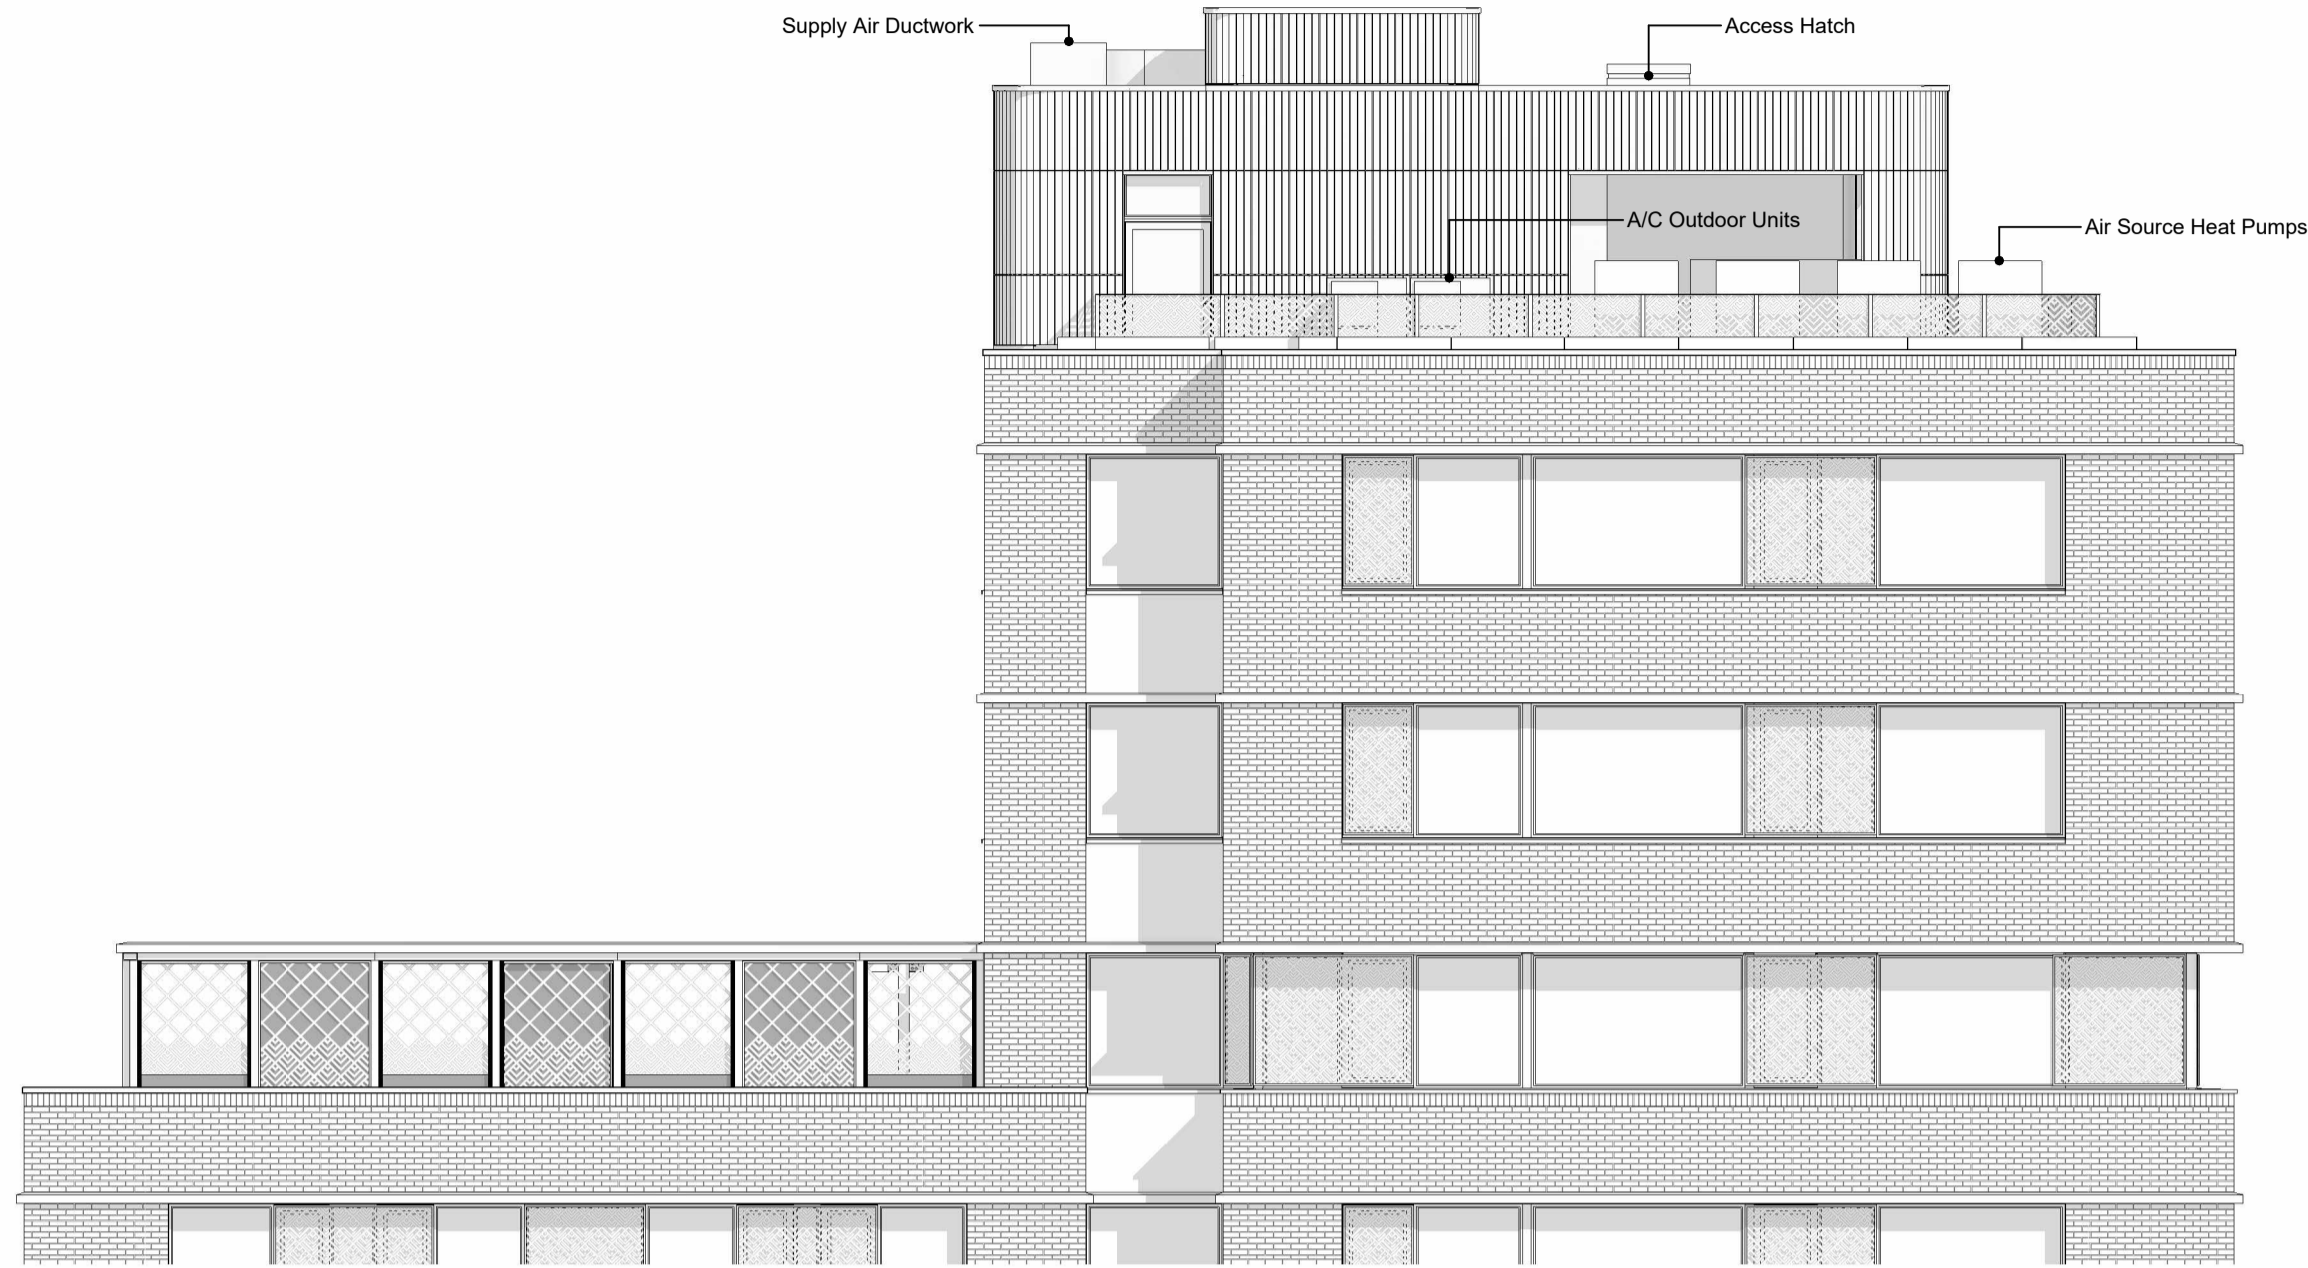 Supply Air Ductwork
Access Hatch
A/C Outdoor Units
Air Source Heat Pumps